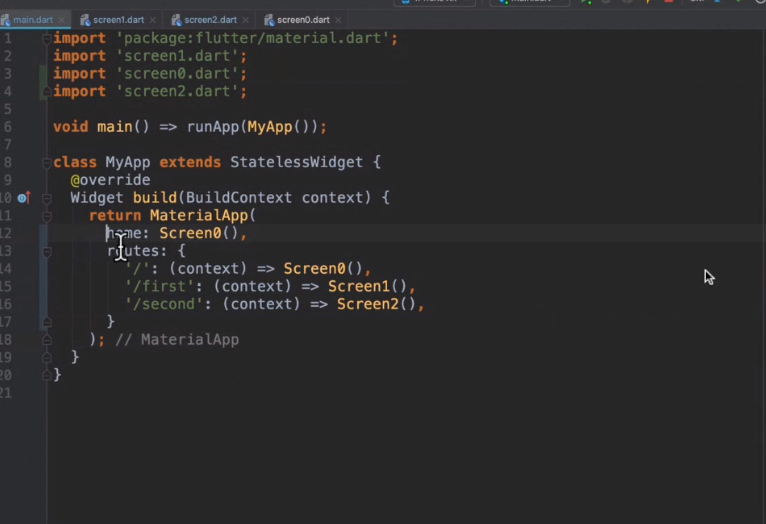 main.dart screen1.dart screen2.dart screen0.dart
1 import 'package:flutter/material.dart';
2 import 'screen1.dart';
3 import 'screen0.dart';
4 import 'screen2.dart';
5
6 void main() => runApp(MyApp());
7
8 class MyApp extends StatelessWidget {
9 @override
10 Widget build(BuildContext context) {
11 return MaterialApp(
12 home: Screen0(),
13 routes: {
14 '/': (context) => Screen0(),
15 '/first': (context) => Screen1(),
16 '/second': (context) => Screen2(),
17 }
18 ); // MaterialApp
19 }
20 }
21